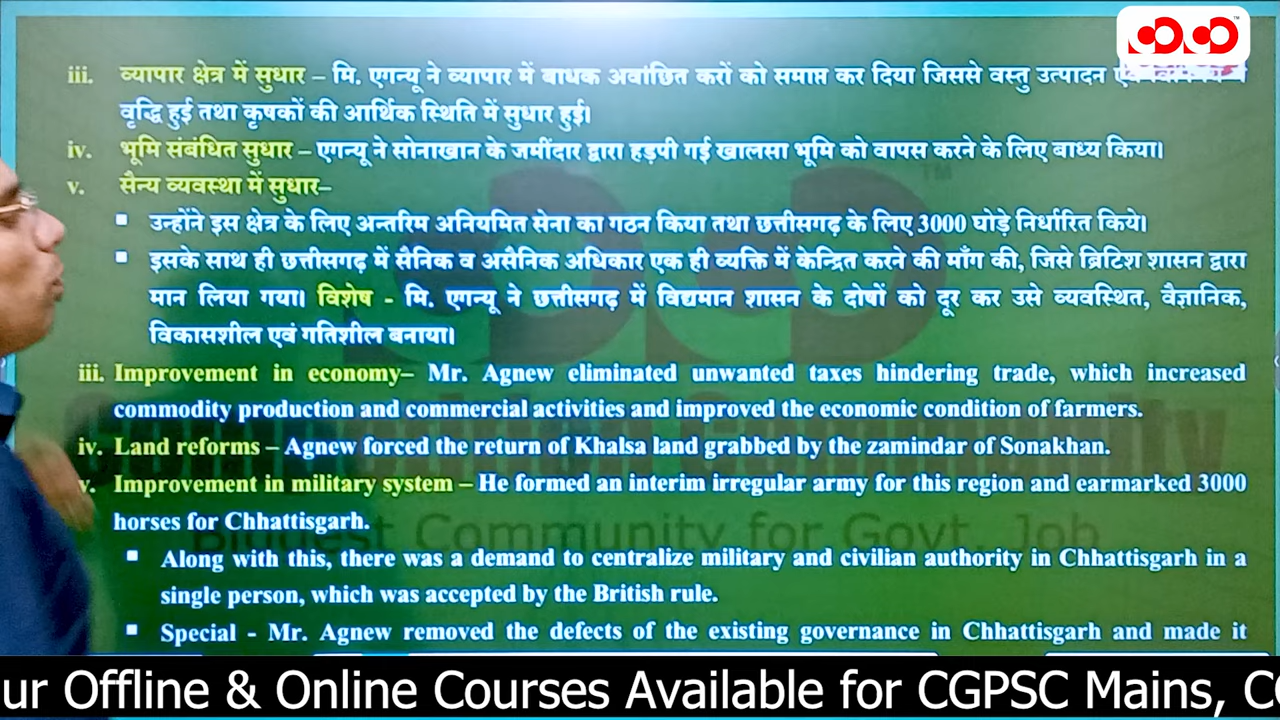 iii. व्यापार क्षेत्र में सुधार – मि. एगन्यू ने व्यापार में बाधक अवांछित करों को समाप्त कर दिया जिससे वस्तु उत्पादन
वृद्धि हुई तथा कृषकों की आर्थिक स्थिति में सुधार हुई।
iv. भूमि संबंधित सुधार – एगन्यू ने सोनाखान के जमींदार द्वारा हड़पी गई खालसा भूमि को वापस करने के लिए बाध्य किया।
v. सैन्य व्यवस्था में सुधार–
▪ उन्होंने इस क्षेत्र के लिए अन्तरिम अनियमित सेना का गठन किया तथा छत्तीसगढ़ के लिए 3000 घोड़े निर्धारित किये।
▪ इसके साथ ही छत्तीसगढ़ में सैनिक व असैनिक अधिकार एक ही व्यक्ति में केन्द्रित करने की माँग की, जिसे ब्रिटिश शासन द्वारा
मान लिया गया। विशेष - मि. एगन्यू ने छत्तीसगढ़ में विद्यमान शासन के दोषों को दूर कर उसे व्यवस्थित, वैज्ञानिक,
विकासशील एवं गतिशील बनाया।
iii. Improvement in economy– Mr. Agnew eliminated unwanted taxes hindering trade, which increased
commodity production and commercial activities and improved the economic condition of farmers.
iv. Land reforms – Agnew forced the return of Khalsa land grabbed by the zamindar of Sonakhan.
v. Improvement in military system – He formed an interim irregular army for this region and earmarked 3000
horses for Chhattisgarh.
Biggest Community for Govt. Job
▪ Along with this, there was a demand to centralize military and civilian authority in Chhattisgarh in a
single person, which was accepted by the British rule.
▪ Special - Mr. Agnew removed the defects of the existing governance in Chhattisgarh and made it
ur Offline & Online Courses Available for CGPSC Mains, C